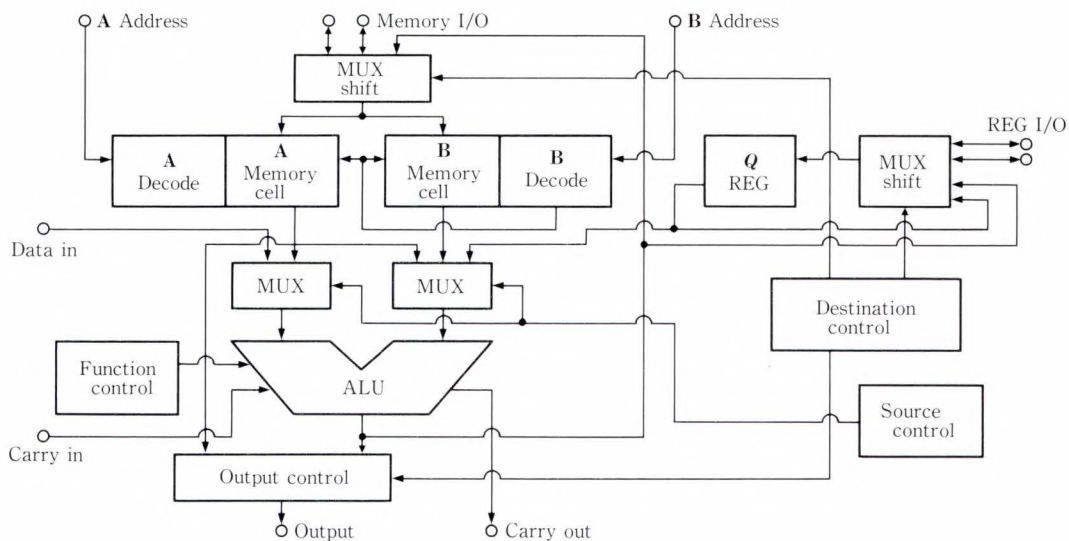 A Address
Memory I/O
B Address
MUX
shift
REG I/O
A
Decode
A
Memory
cell
B
Memory
cell
B
Decode
Q
REG
MUX
shift
Data in
MUX
MUX
Destination
control
Function
control
ALU
Source
control
Carry in
Output control
Output
Carry out